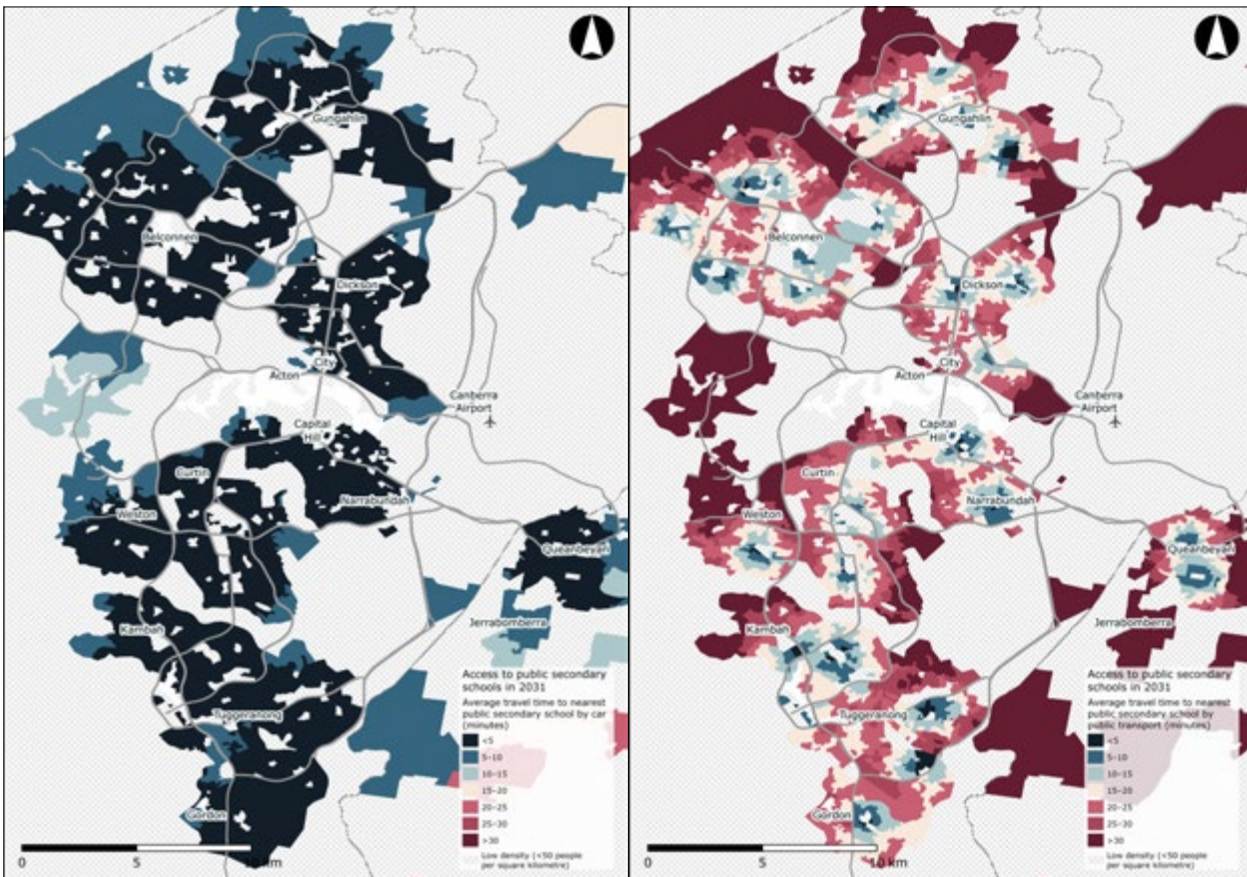 Gungahlin
Belconnen
Dickson
City
Acton
Canberra
Airport
Capital
Hill
Curtin
Narrabundah
Weston
Queanbeyan
Kambah
Jerrabomberra
Tuggeranong
Gordon
Access to public secondary
schools in 2031
Average travel time to nearest
public secondary school by car
(minutes)
<5
5–10
10–15
15–20
20–25
25–30
>30
Low density (<50 people
per square kilometre)
0 5 10 km
Gungahlin
Belconnen
Dickson
City
Acton
Canberra
Airport
Capital
Hill
Curtin
Narrabundah
Weston
Queanbeyan
Kambah
Jerrabomberra
Tuggeranong
Gordon
Access to public secondary
schools in 2031
Average travel time to nearest
public secondary school by
public transport (minutes)
<5
5–10
10–15
15–20
20–25
25–30
>30
Low density (<50 people
per square kilometre)
0 5 10 km